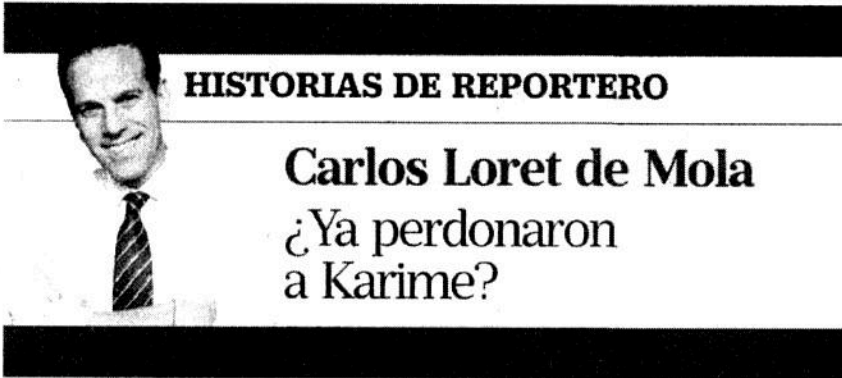 HISTORIAS DE REPORTERO
Carlos Loret de Mola
¿Ya perdonaron
a Karime?